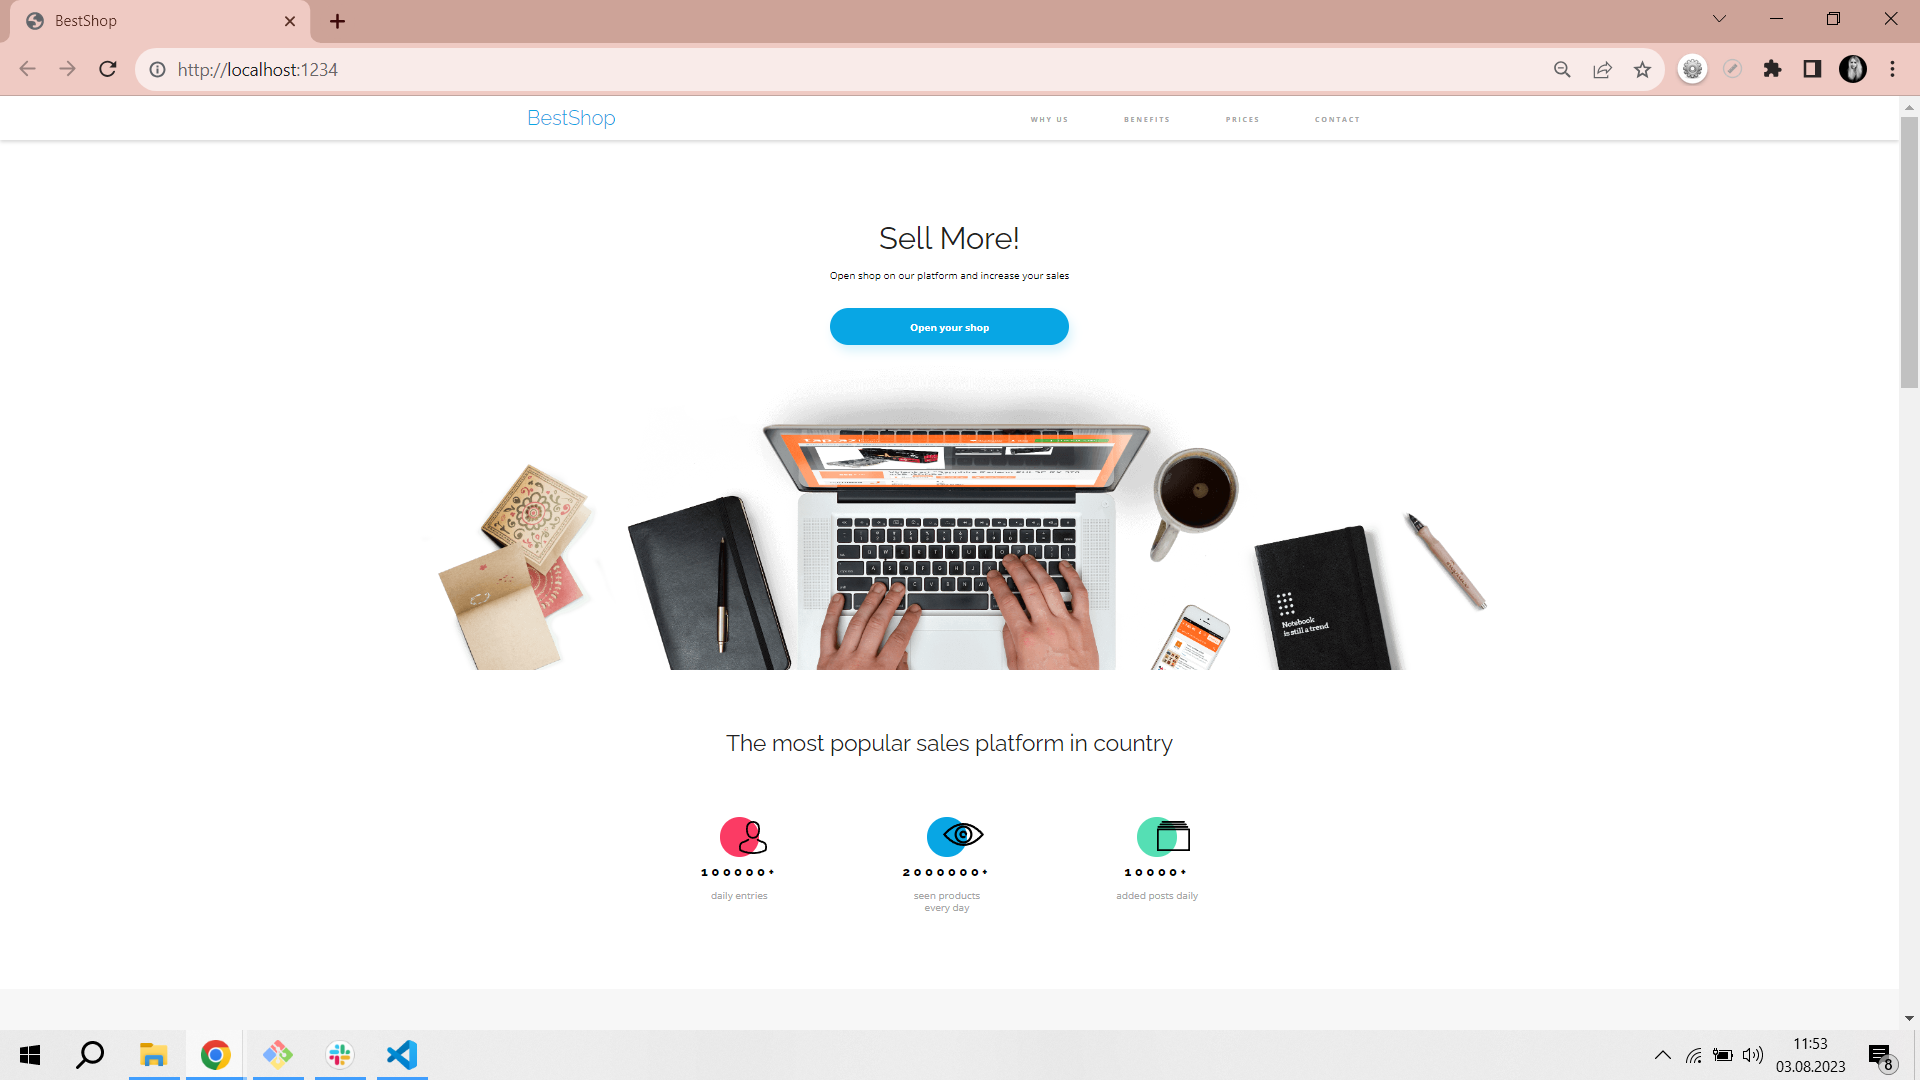 BestShop
http://localhost:1234
BestShop
WHY US
BENEFITS
PRICES
CONTACT
Sell More!
Open shop on our platform and increase your sales
Open your shop
Notebook
is still a trend
The most popular sales platform in country
100000+
2000000+
10000+
daily entries
seen products
every day
added posts daily
11:53
03.08.2023
8